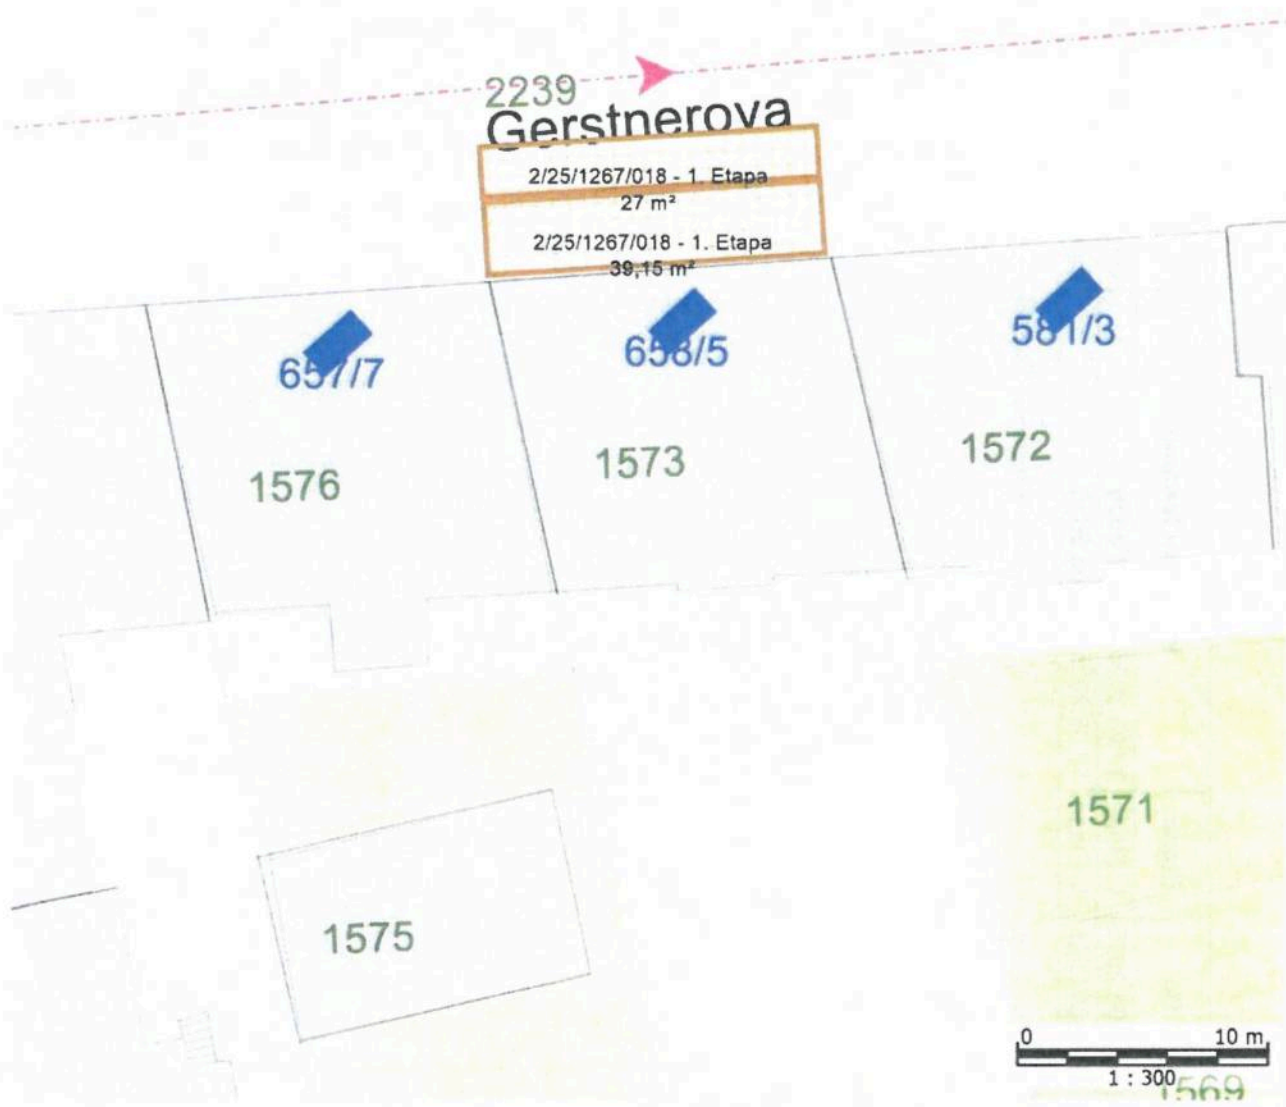 2239
Gerstnerova
2/25/1267/018 - 1. Etapa
27 m²
2/25/1267/018 - 1. Etapa
39,15 m²
657/7
658/5
581/3
1576
1573
1572
1571
1575
0 10 m
1 : 300
1569